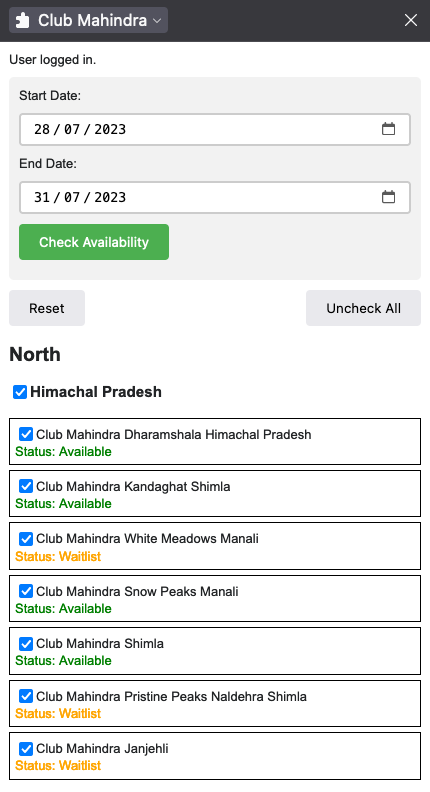 Club Mahindra
User logged in.
Start Date:
28/07/2023
End Date:
31/07/2023
Check Availability
Reset
Uncheck All
North
Himachal Pradesh
Club Mahindra Dharamshala Himachal Pradesh
Status: Available
Club Mahindra Kandaghat Shimla
Status: Available
Club Mahindra White Meadows Manali
Status: Waitlist
Club Mahindra Snow Peaks Manali
Status: Available
Club Mahindra Shimla
Status: Available
Club Mahindra Pristine Peaks Naldehra Shimla
Status: Waitlist
Club Mahindra Janjehli
Status: Waitlist